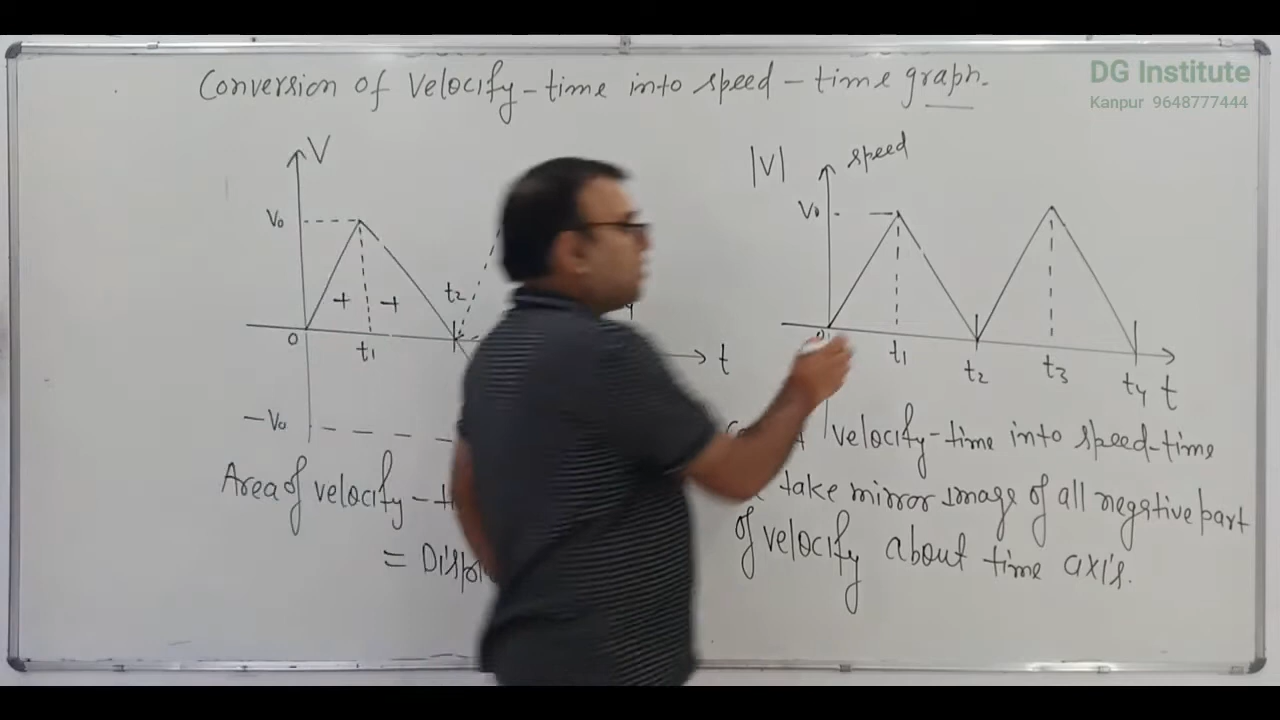 Conversion of Velocity-time into speed-time graph.
DG Institute
Kanpur 9648777444
V
V₀
+ +
t₂
0
t₁
t
-V₀
Area of velocity-
= Disp
|V| speed
V₀
0
t₁
t₂
t₃
t₄
t
velocity-time into speed-time
take mirror image of all negative part
of velocity about time axis.